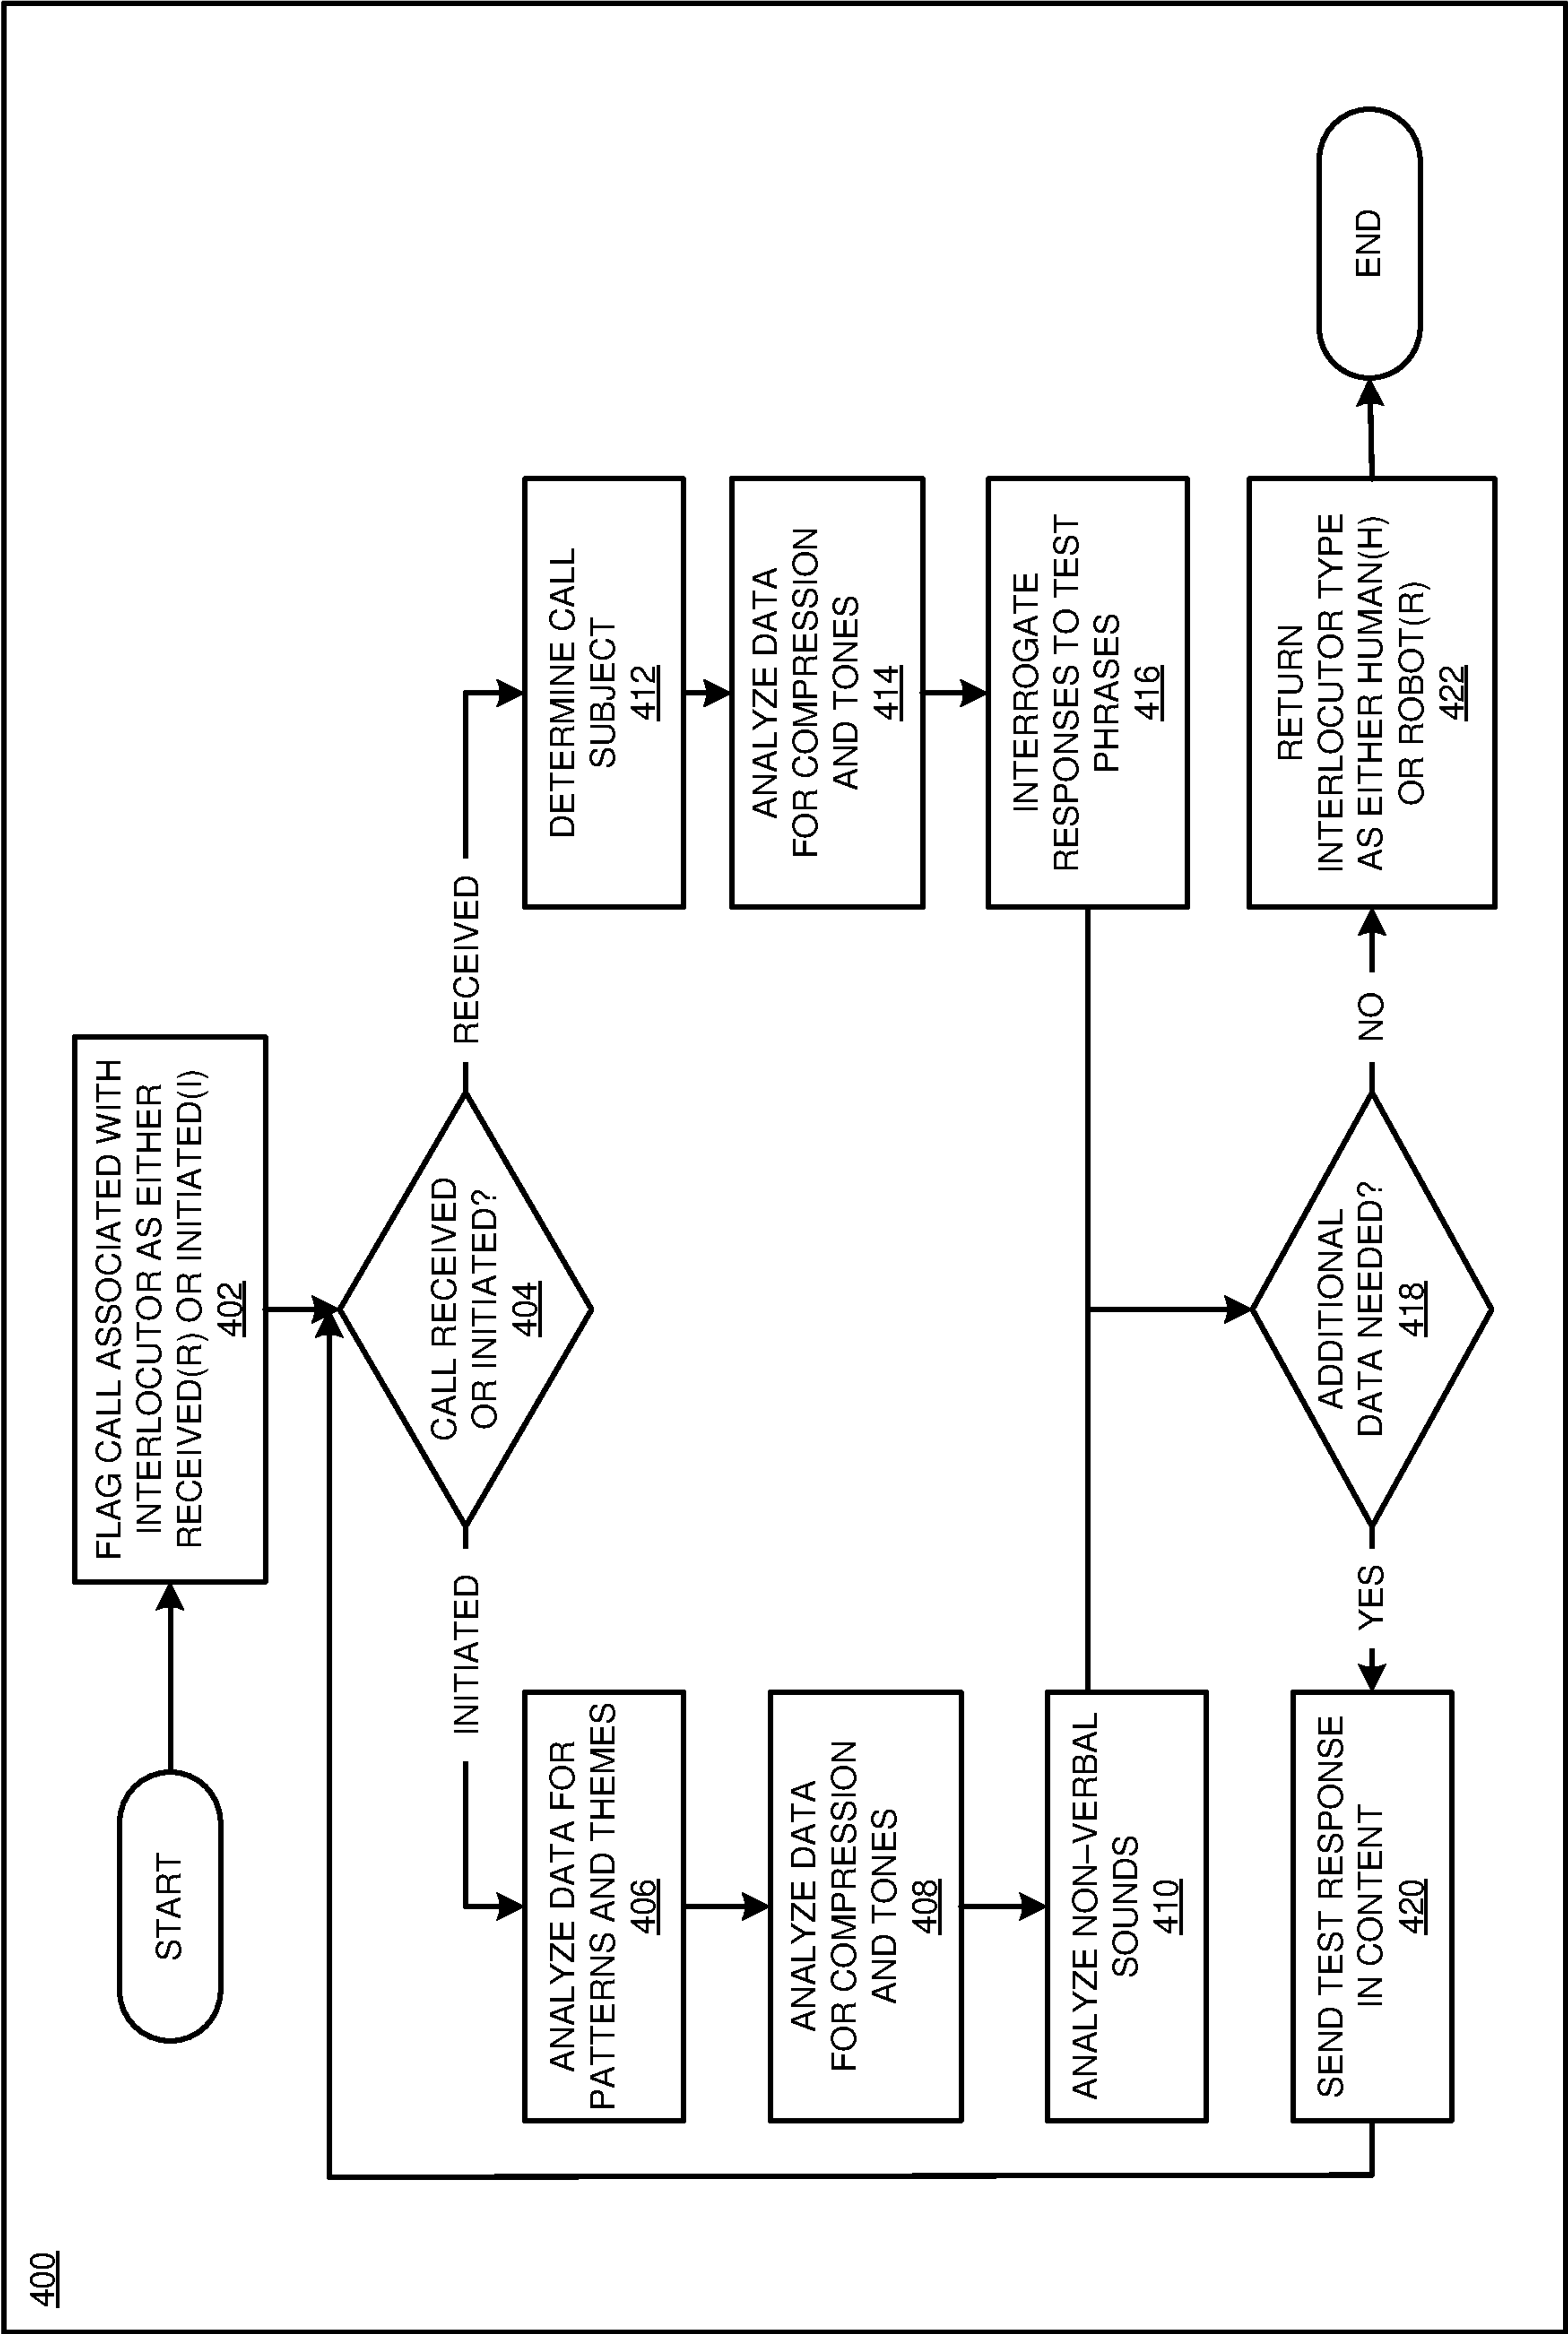 400
START
FLAG CALL ASSOCIATED WITH
INTERLOCUTOR AS EITHER
RECEIVED(R) OR INITIATED(I)
402
CALL RECEIVED
OR INITIATED?
404
INITIATED
RECEIVED
ANALYZE DATA FOR
PATTERNS AND THEMES
406
ANALYZE DATA
FOR COMPRESSION
AND TONES
408
ANALYZE NON–VERBAL
SOUNDS
410
DETERMINE CALL
SUBJECT
412
ANALYZE DATA
FOR COMPRESSION
AND TONES
414
INTERROGATE
RESPONSES TO TEST
PHRASES
416
ADDITIONAL
DATA NEEDED?
418
YES
NO
SEND TEST RESPONSE
IN CONTENT
420
RETURN
INTERLOCUTOR TYPE
AS EITHER HUMAN(H)
OR ROBOT(R)
422
END